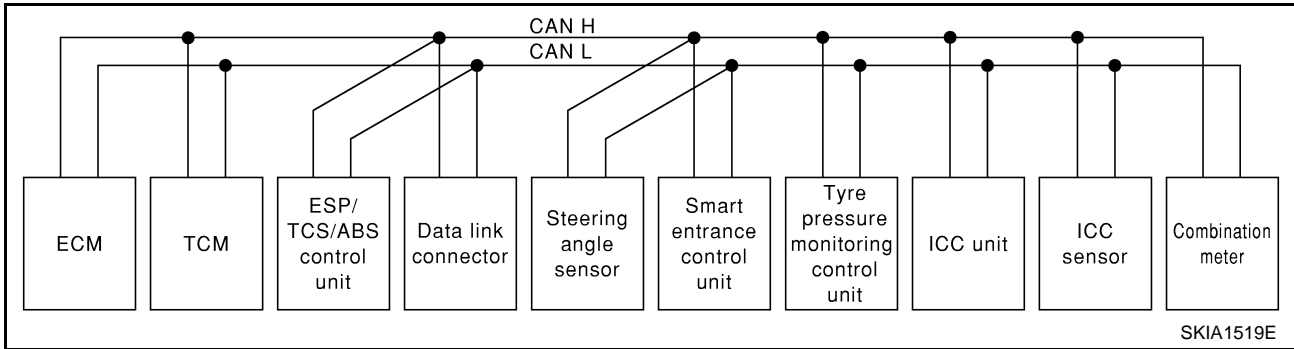 CAN H
CAN L
ECM
TCM
ESP/
TCS/ABS
control
unit
Data link
connector
Steering
angle
sensor
Smart
entrance
control
unit
Tyre
pressure
monitoring
control
unit
ICC unit
ICC
sensor
Combination
meter
SKIA1519E